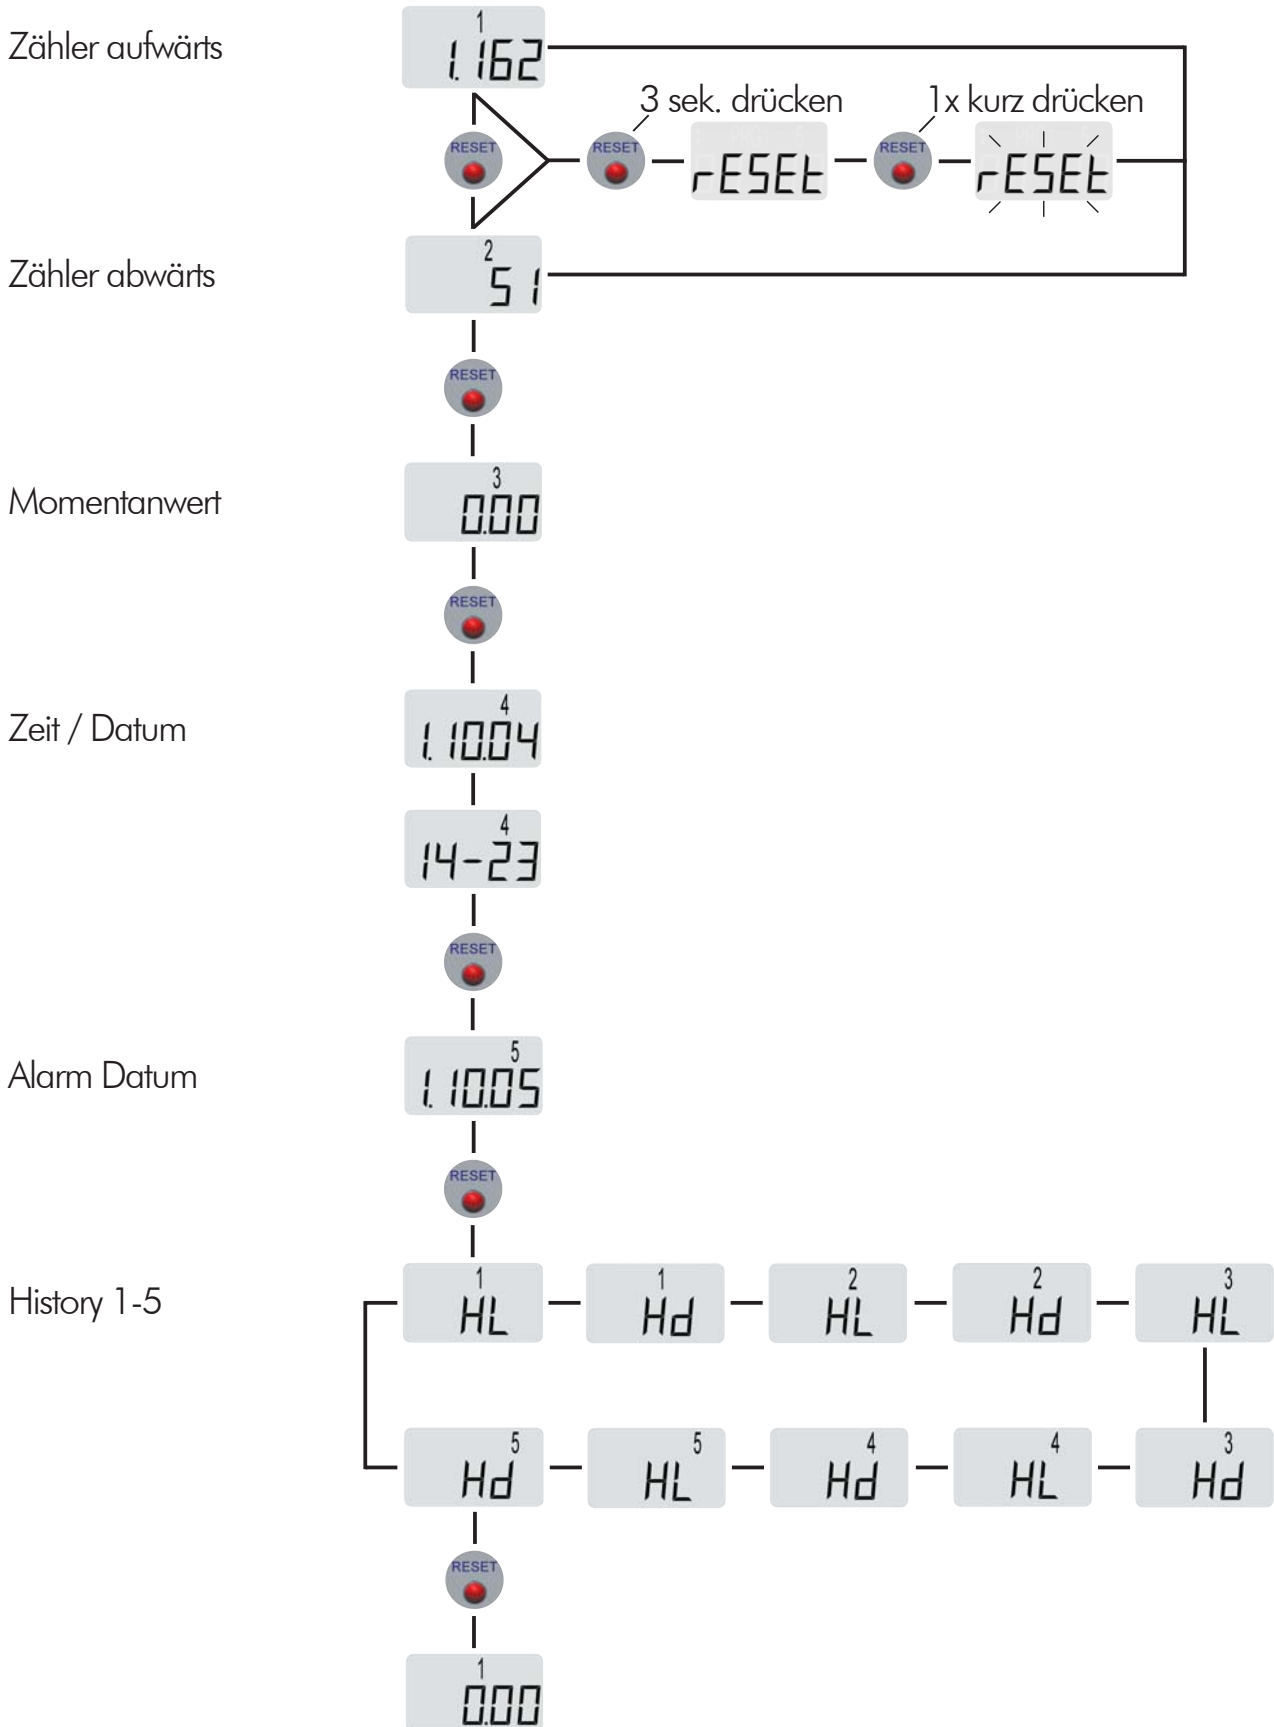 1
Zähler aufwärts
1.162
3 sek. drücken
1x kurz drücken
RESET
RESET
rESEt
RESET
rESEt
2
Zähler abwärts
51
RESET
3
Momentanwert
0.00
RESET
4
Zeit / Datum
1.10.04
4
14-23
RESET
5
Alarm Datum
1.10.05
RESET
History 1-5
1
HL
1
Hd
2
HL
2
Hd
3
HL
5
Hd
5
HL
4
Hd
4
HL
3
Hd
RESET
1
0.00